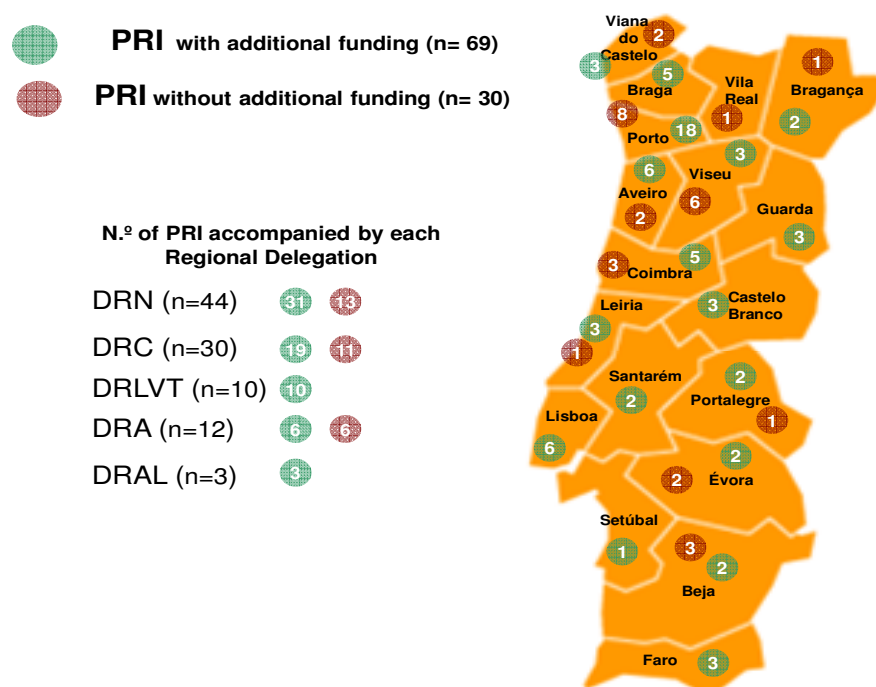 PRI with additional funding (n= 69)
PRI without additional funding (n= 30)
N.º of PRI accompanied by each
Regional Delegation
DRN (n=44) 31 13
DRC (n=30) 19 11
DRLVT (n=10) 10
DRA (n=12) 6 6
DRAL (n=3) 3
Viana
do
Castelo
2
3
5
Braga
Vila
Real
1
1
Bragança
2
8
Porto
18
3
6
Viseu
Aveiro
6
2
Guarda
3
3
5
Coimbra
Leiria
3
Castelo
Branco
3
1
Santarém
2
2
Portalegre
1
Lisboa
6
2
2
Évora
Setúbal
1
3
2
Beja
Faro
3